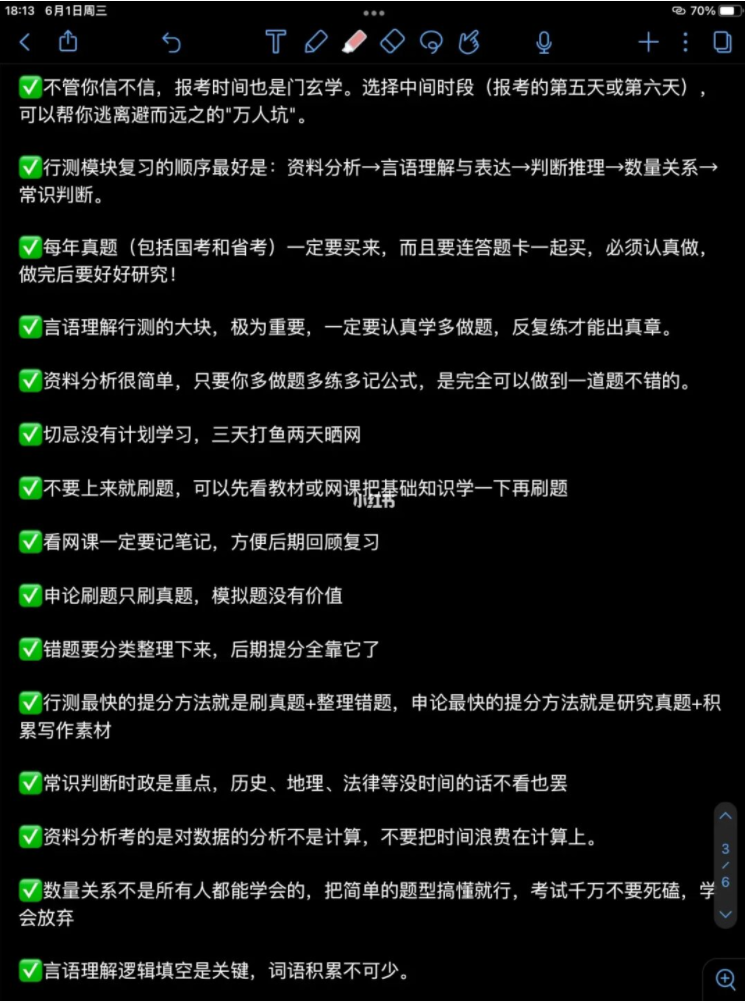 18:13 6月1日周三
70%
✅不管你信不信，报考时间也是门玄学。选择中间时段（报考的第五天或第六天），
可以帮你逃离避而远之的"万人坑"。
✅行测模块复习的顺序最好是：资料分析→言语理解与表达→判断推理→数量关系→
常识判断。
✅每年真题（包括国考和省考）一定要买来，而且要连答题卡一起买，必须认真做，
做完后要好好研究！
✅言语理解行测的大块，极为重要，一定要认真学多做题，反复练才能出真章。
✅资料分析很简单，只要你多做题多练多记公式，是完全可以做到一道题不错的。
✅切忌没有计划学习，三天打鱼两天晒网
✅不要上来就刷题，可以先看教材或网课把基础知识学一下再刷题
小红书
✅看网课一定要记笔记，方便后期回顾复习
✅申论刷题只刷真题，模拟题没有价值
✅错题要分类整理下来，后期提分全靠它了
✅行测最快的提分方法就是刷真题+整理错题，申论最快的提分方法就是研究真题+积
累写作素材
✅常识判断时政是重点，历史、地理、法律等没时间的话不看也罢
✅资料分析考的是对数据的分析不是计算，不要把时间浪费在计算上。
3
/
6
✅数量关系不是所有人都能学会的，把简单的题型搞懂就行，考试千万不要死磕，学
会放弃
✅言语理解逻辑填空是关键，词语积累不可少。